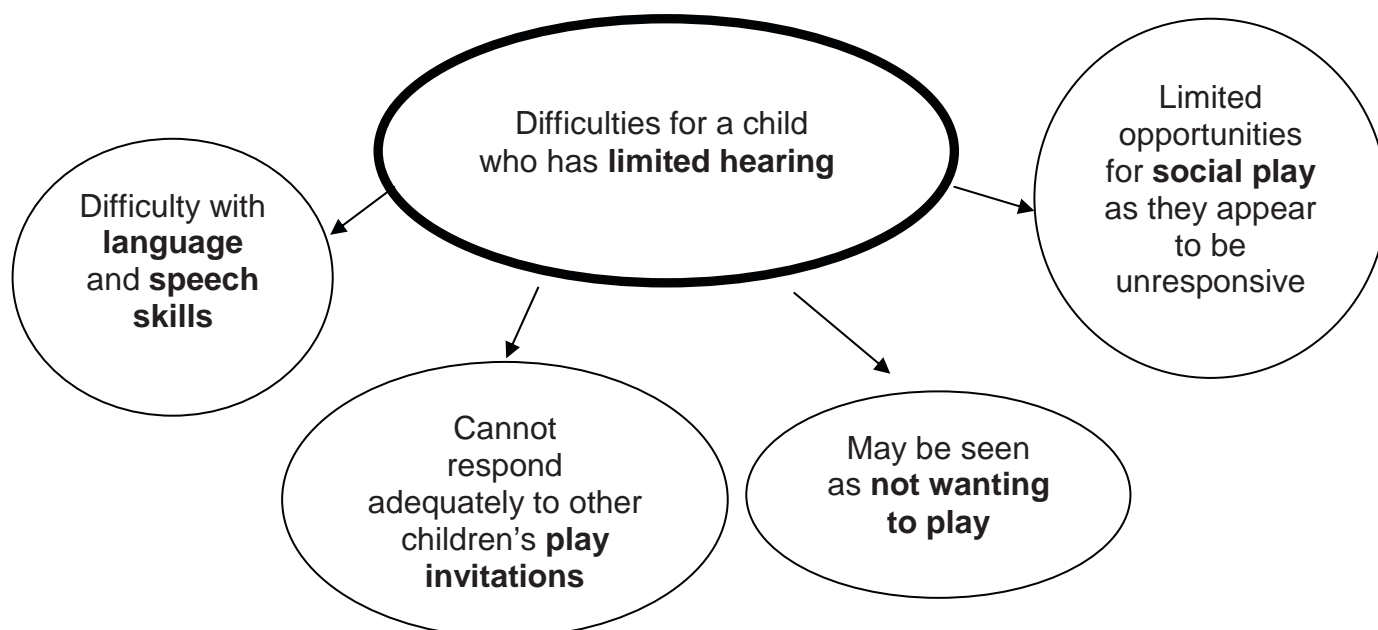 Difficulties for a child
who has limited hearing
Limited
opportunities
for social play
as they appear
to be
unresponsive
Difficulty with
language
and speech
skills
Cannot
respond
adequately to other
children’s play
invitations
May be seen
as not wanting
to play